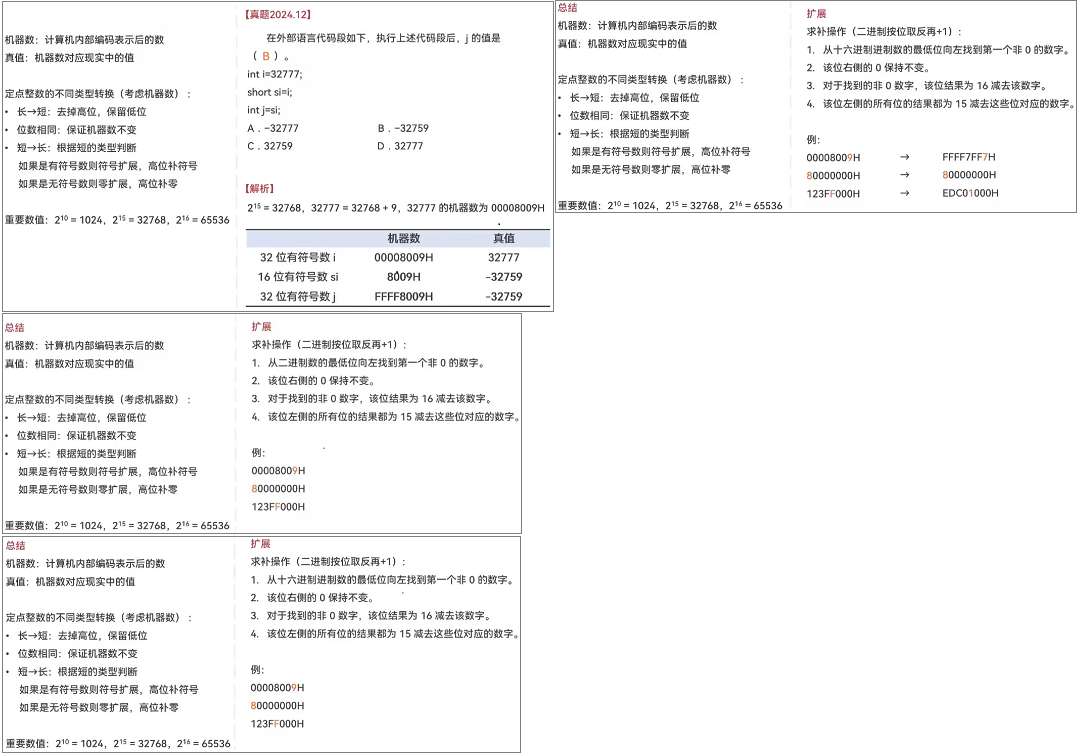 机器数：计算机内部编码表示后的数
真值：机器数对应现实中的值
定点整数的不同类型转换（考虑机器数）：
• 长→短：去掉高位，保留低位
• 位数相同：保证机器数不变
• 短→长：根据短的类型判断
如果是有符号数则符号扩展，高位补符号
如果是无符号数则零扩展，高位补零
重要数值：2¹⁰ = 1024，2¹⁵ = 32768，2¹⁶ = 65536
【真题2024.12】
在外部语言代码段如下，执行上述代码段后，j 的值是
（ B ）。
int i=32777;
short si=i;
int j=si;
A．−32777 B．−32759
C．32759 D．32777
【解析】
2¹⁵ = 32768，32777 = 32768 + 9，32777 的机器数为 00008009H
机器数 真值
32 位有符号数 i 00008009H 32777
16 位有符号数 si 8009H −32759
32 位有符号数 j FFFF8009H −32759
总结
机器数：计算机内部编码表示后的数
真值：机器数对应现实中的值
定点整数的不同类型转换（考虑机器数）：
• 长→短：去掉高位，保留低位
• 位数相同：保证机器数不变
• 短→长：根据短的类型判断
如果是有符号数则符号扩展，高位补符号
如果是无符号数则零扩展，高位补零
重要数值：2¹⁰ = 1024，2¹⁵ = 32768，2¹⁶ = 65536
扩展
求补操作（二进制按位取反再+1）：
1. 从十六进制进制数的最低位向左找到第一个非 0 的数字。
2. 该位右侧的 0 保持不变。
3. 对于找到的非 0 数字，该位结果为 16 减去该数字。
4. 该位左侧的所有位的结果都为 15 减去这些位对应的数字。
例：
00008009H → FFFF7FF7H
80000000H → 80000000H
123FF000H → EDC01000H
总结
机器数：计算机内部编码表示后的数
真值：机器数对应现实中的值
定点整数的不同类型转换（考虑机器数）：
• 长→短：去掉高位，保留低位
• 位数相同：保证机器数不变
• 短→长：根据短的类型判断
如果是有符号数则符号扩展，高位补符号
如果是无符号数则零扩展，高位补零
重要数值：2¹⁰ = 1024，2¹⁵ = 32768，2¹⁶ = 65536
扩展
求补操作（二进制按位取反再+1）：
1. 从二进制数的最低位向左找到第一个非 0 的数字。
2. 该位右侧的 0 保持不变。
3. 对于找到的非 0 数字，该位结果为 16 减去该数字。
4. 该位左侧的所有位的结果都为 15 减去这些位对应的数字。
例：
00008009H
80000000H
123FF000H
总结
机器数：计算机内部编码表示后的数
真值：机器数对应现实中的值
定点整数的不同类型转换（考虑机器数）：
• 长→短：去掉高位，保留低位
• 位数相同：保证机器数不变
• 短→长：根据短的类型判断
如果是有符号数则符号扩展，高位补符号
如果是无符号数则零扩展，高位补零
重要数值：2¹⁰ = 1024，2¹⁵ = 32768，2¹⁶ = 65536
扩展
求补操作（二进制按位取反再+1）：
1. 从十六进制进制数的最低位向左找到第一个非 0 的数字。
2. 该位右侧的 0 保持不变。
3. 对于找到的非 0 数字，该位结果为 16 减去该数字。
4. 该位左侧的所有位的结果都为 15 减去这些位对应的数字。
例：
00008009H
80000000H
123FF000H